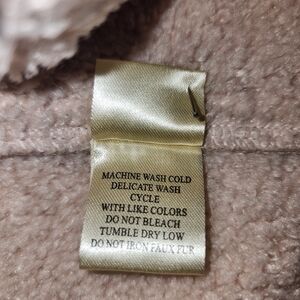 MACHINE WASH COLD
DELICATE WASH
CYCLE
WITH LIKE COLORS
DO NOT BLEACH
TUMBLE DRY LOW
DO NOT IRON FAUX FUR